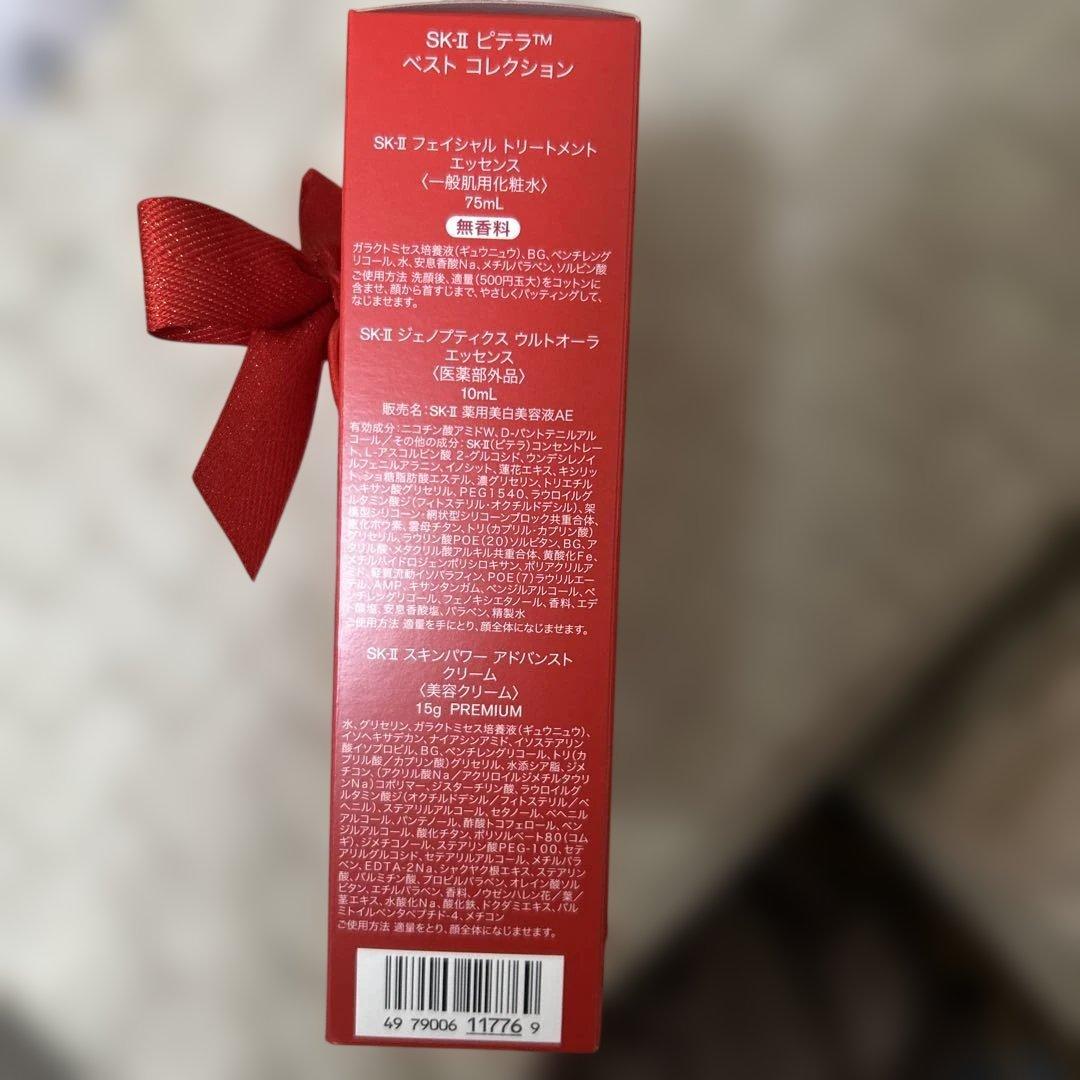 SK-Ⅱ ピテラ™
ベスト コレクション
SK-Ⅱ フェイシャル トリートメント
エッセンス
〈一般肌用化粧水〉
75mL
無香料
ガラクトミセス培養液(ギュウニュウ)、BG、ペンチレング
リコール、水、安息香酸Na、メチルパラベン、ソルビン酸
ご使用方法 洗顔後、適量(500円玉大)をコットンに
含ませ、顔から首すじまで、やさしくパッティングして、
なじませます。
SK-Ⅱ ジェノプティクス ウルトオーラ
エッセンス
〈医薬部外品〉
10mL
販売名:SK-Ⅱ 薬用美白美容液AE
有効成分:ニコチン酸アミドW、D-パントテニルアル
コール/その他の成分:SK-Ⅱ(ピテラ)コンセントレー
ト、L-アスコルビン酸 2-グルコシド、ウンデシレノイ
ルフェニルアラニン、イノシット、蓮花エキス、キシリッ
ト、ショ糖脂肪酸エステル、濃グリセリン、トリエチル
ヘキサン酸グリセリル、PEG1540、ラウロイルグ
ルタミン酸ジ(フィトステリル・オクチルドデシル)、架
橋型シリコーン・網状型シリコーンブロック共重合体、
窒化ホウ素、雲母チタン、トリ(カプリル・カプリン酸)
グリセリル、ラウリン酸POE(20)ソルビタン、BG、ア
クリル酸・メタクリル酸アルキル共重合体、黄酸化Fe、
メチルハイドロジェンポリシロキサン、ポリアクリルア
ミド、軽質流動イソパラフィン、POE(7)ラウリルエー
テル、AMP、キサンタンガム、ベンジルアルコール、ペ
ンチレングリコール、フェノキシエタノール、香料、エデ
ト酸塩、安息香酸塩、パラベン、精製水
ご使用方法 適量を手にとり、顔全体になじませます。
SK-Ⅱ スキンパワー アドバンスト
クリーム
〈美容クリーム〉
15g PREMIUM
水、グリセリン、ガラクトミセス培養液(ギュウニュウ)、
イソヘキサデカン、ナイアシンアミド、イソステアリン
酸イソプロピル、BG、ペンチレングリコール、トリ(カ
プリル酸/カプリン酸)グリセリル、水添シア脂、ジメ
チコン、(アクリル酸Na/アクリロイルジメチルタウリ
ンNa)コポリマー、ジスターチリン酸、ラウロイルグ
ルタミン酸ジ(オクチルドデシル/フィトステリル/ベ
ヘニル)、ステアリルアルコール、セタノール、ベヘニル
アルコール、パンテノール、酢酸トコフェロール、ベン
ジルアルコール、酸化チタン、ポリソルベート80(コム
ギ)、ジメチコノール、ステアリン酸PEG-100、セテ
アリルグルコシド、セテアリルアルコール、メチルパラ
ベン、EDTA-2Na、シャクヤク根エキス、ステアリン
酸、パルミチン酸、プロピルパラベン、オレイン酸ソル
ビタン、エチルパラベン、香料、ノウゼンハレン花/葉/
茎エキス、水酸化Na、酸化鉄、ドクダミエキス、パル
ミトイルペンタペプチド-4、メチコン
ご使用方法 適量をとり、顔全体になじませます。
49 79006 11776 9